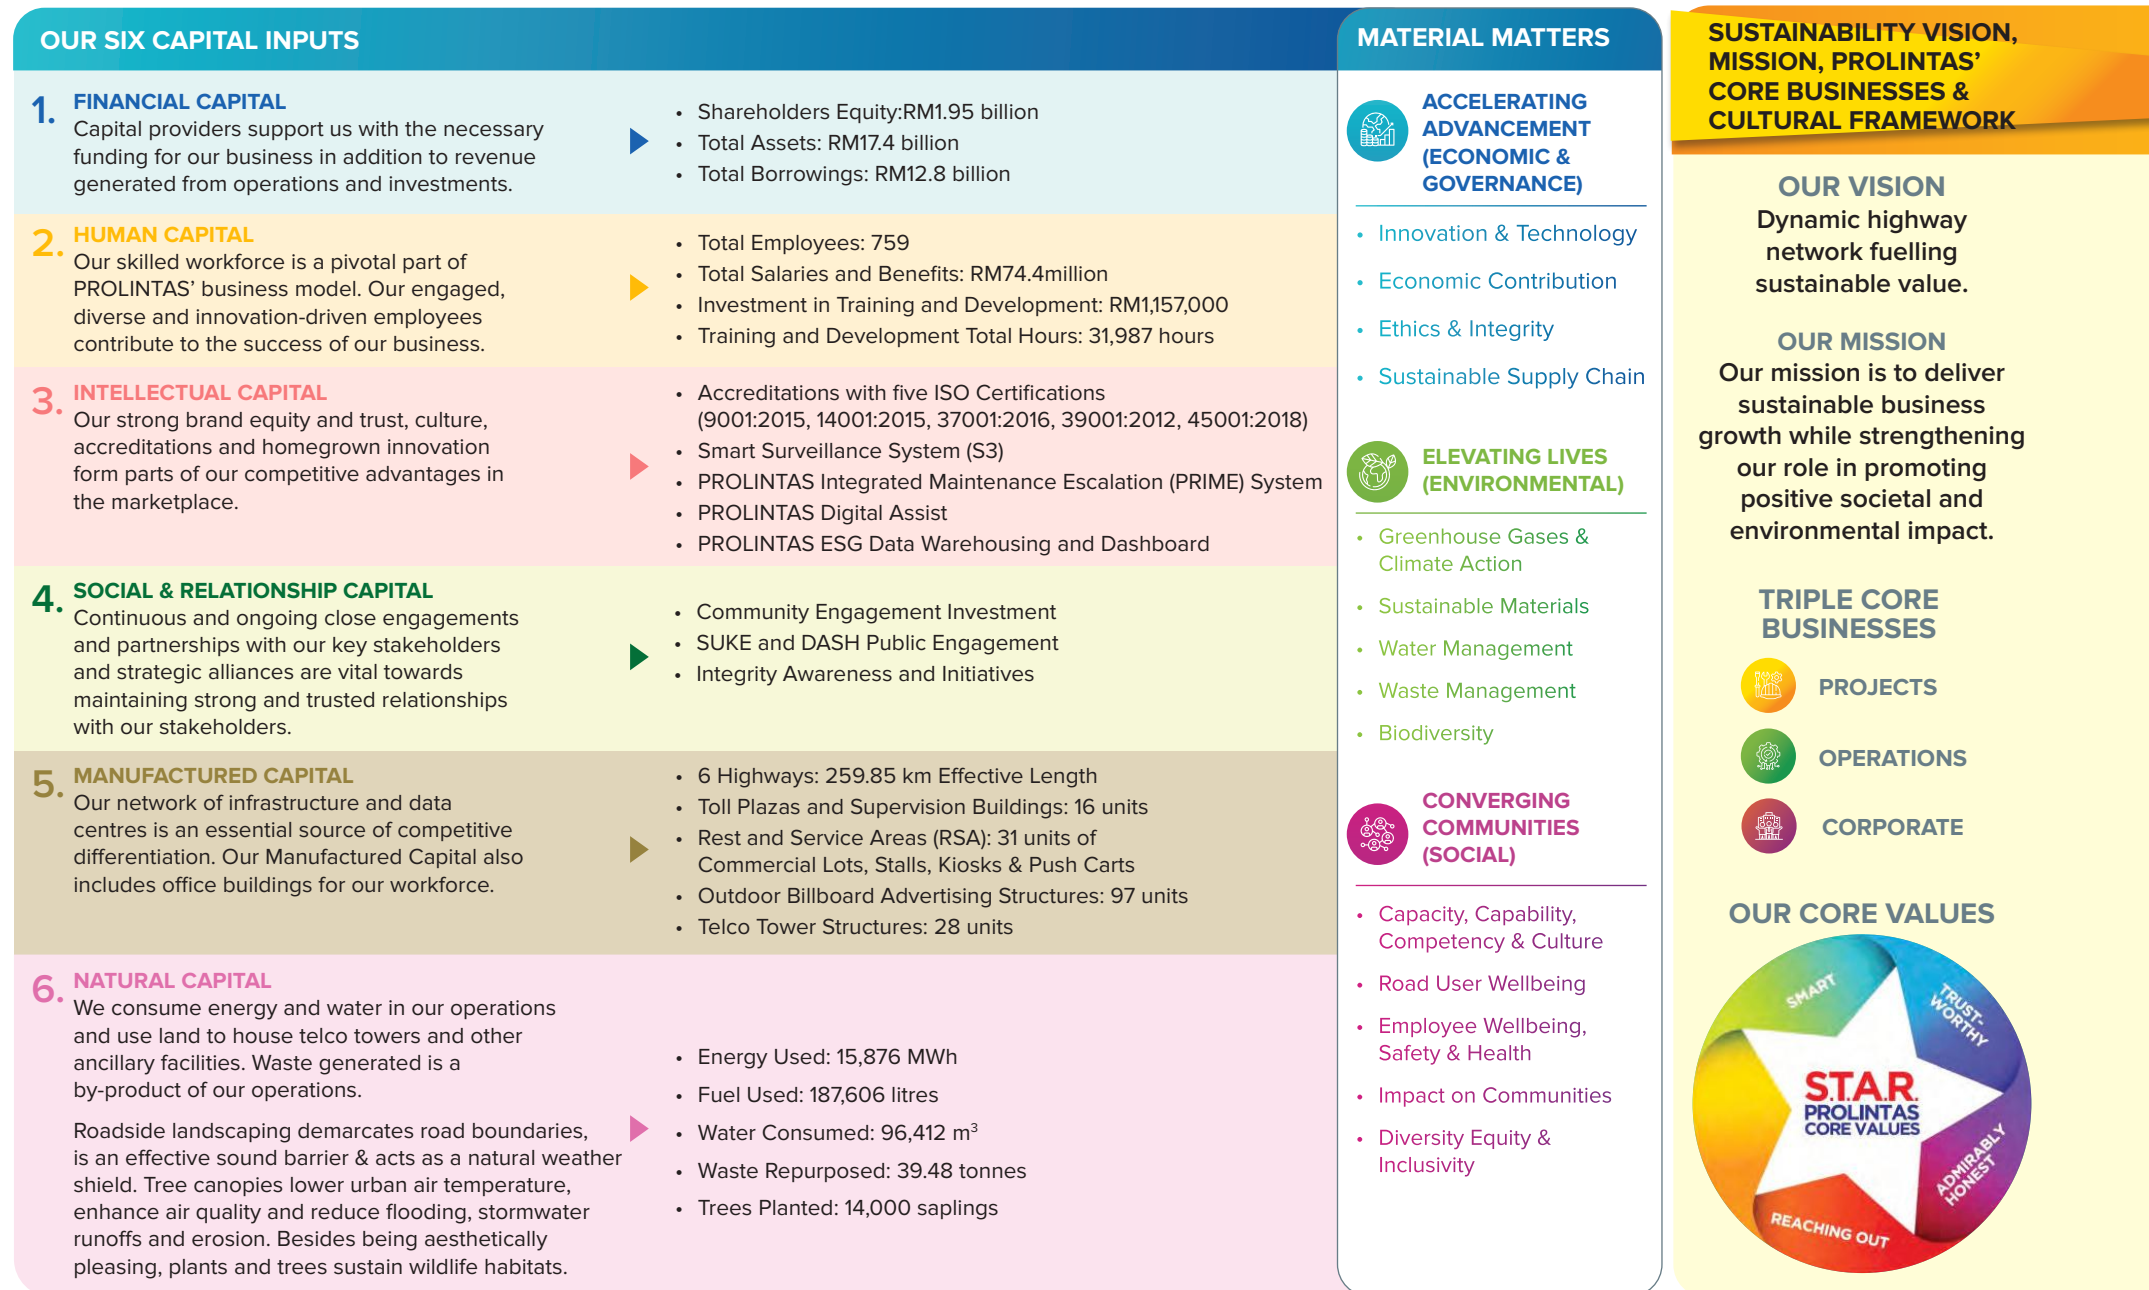 OUR SIX CAPITAL INPUTS
1. FINANCIAL CAPITAL
Capital providers support us with the necessary
funding for our business in addition to revenue
generated from operations and investments.
• Shareholders Equity:RM1.95 billion
• Total Assets: RM17.4 billion
• Total Borrowings: RM12.8 billion
2. HUMAN CAPITAL
Our skilled workforce is a pivotal part of
PROLINTAS' business model. Our engaged,
diverse and innovation-driven employees
contribute to the success of our business.
• Total Employees: 759
• Total Salaries and Benefits: RM74.4million
• Investment in Training and Development: RM1,157,000
• Training and Development Total Hours: 31,987 hours
3. INTELLECTUAL CAPITAL
Our strong brand equity and trust, culture,
accreditations and homegrown innovation
form parts of our competitive advantages in
the marketplace.
• Accreditations with five ISO Certifications
(9001:2015, 14001:2015, 37001:2016, 39001:2012, 45001:2018)
• Smart Surveillance System (S3)
• PROLINTAS Integrated Maintenance Escalation (PRIME) System
• PROLINTAS Digital Assist
• PROLINTAS ESG Data Warehousing and Dashboard
4. SOCIAL & RELATIONSHIP CAPITAL
Continuous and ongoing close engagements
and partnerships with our key stakeholders
and strategic alliances are vital towards
maintaining strong and trusted relationships
with our stakeholders.
• Community Engagement Investment
• SUKE and DASH Public Engagement
• Integrity Awareness and Initiatives
5. MANUFACTURED CAPITAL
Our network of infrastructure and data
centres is an essential source of competitive
differentiation. Our Manufactured Capital also
includes office buildings for our workforce.
• 6 Highways: 259.85 km Effective Length
• Toll Plazas and Supervision Buildings: 16 units
• Rest and Service Areas (RSA): 31 units of
Commercial Lots, Stalls, Kiosks & Push Carts
• Outdoor Billboard Advertising Structures: 97 units
• Telco Tower Structures: 28 units
6. NATURAL CAPITAL
We consume energy and water in our operations
and use land to house telco towers and other
ancillary facilities. Waste generated is a
by-product of our operations.
Roadside landscaping demarcates road boundaries,
is an effective sound barrier & acts as a natural weather
shield. Tree canopies lower urban air temperature,
enhance air quality and reduce flooding, stormwater
runoffs and erosion. Besides being aesthetically
pleasing, plants and trees sustain wildlife habitats.
• Energy Used: 15,876 MWh
• Fuel Used: 187,606 litres
• Water Consumed: 96,412 m³
• Waste Repurposed: 39.48 tonnes
• Trees Planted: 14,000 saplings
MATERIAL MATTERS
ACCELERATING
ADVANCEMENT
(ECONOMIC &
GOVERNANCE)
• Innovation & Technology
• Economic Contribution
• Ethics & Integrity
• Sustainable Supply Chain
ELEVATING LIVES
(ENVIRONMENTAL)
• Greenhouse Gases &
Climate Action
• Sustainable Materials
• Water Management
• Waste Management
• Biodiversity
CONVERGING
COMMUNITIES
(SOCIAL)
• Capacity, Capability,
Competency & Culture
• Road User Wellbeing
• Employee Wellbeing,
Safety & Health
• Impact on Communities
• Diversity Equity &
Inclusivity
SUSTAINABILITY VISION,
MISSION, PROLINTAS'
CORE BUSINESSES &
CULTURAL FRAMEWORK
OUR VISION
Dynamic highway
network fuelling
sustainable value.
OUR MISSION
Our mission is to deliver
sustainable business
growth while strengthening
our role in promoting
positive societal and
environmental impact.
TRIPLE CORE
BUSINESSES
PROJECTS
OPERATIONS
CORPORATE
OUR CORE VALUES
SMART
TRUST-
WORTHY
S.T.A.R.
PROLINTAS
CORE VALUES
ADMIRABLY
HONEST
REACHING OUT